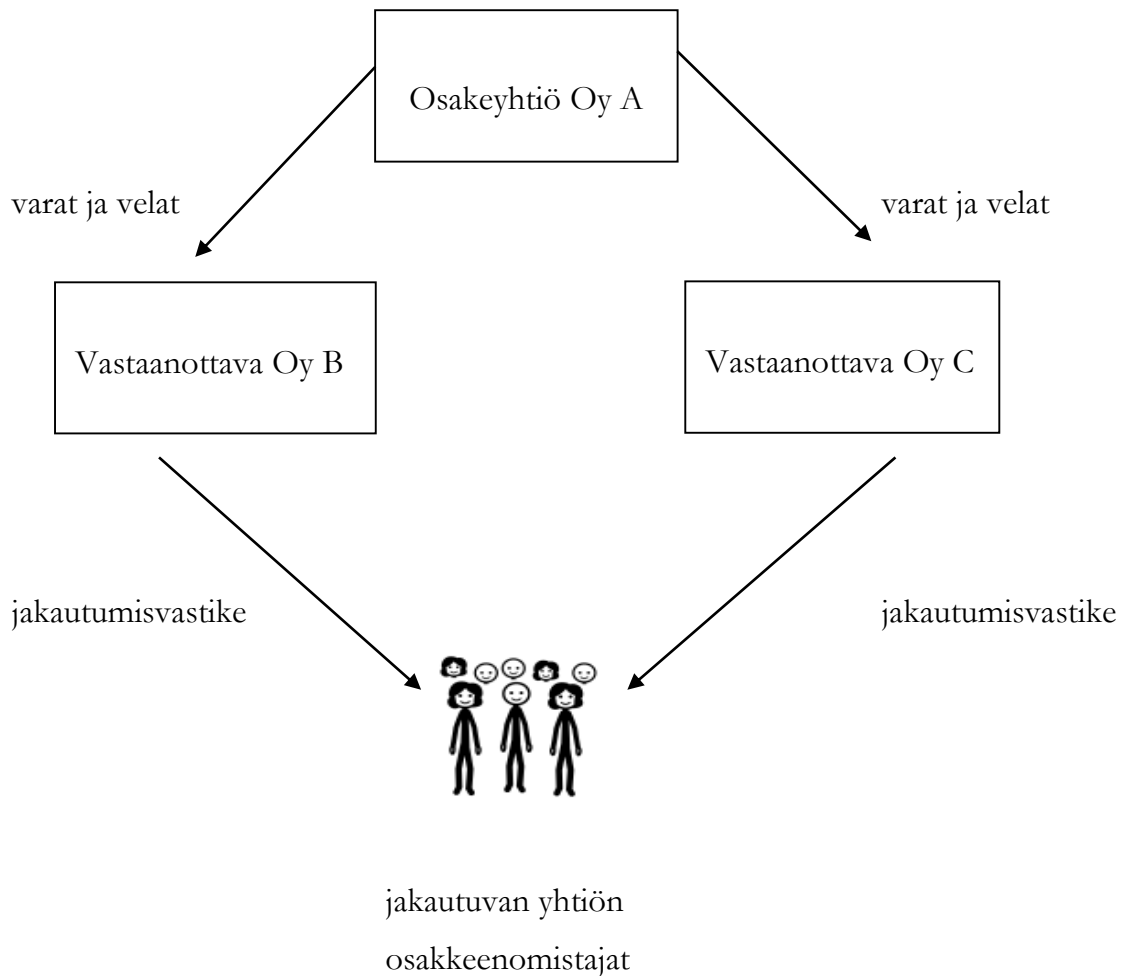 Osakeyhtiö Oy A
varat ja velat
varat ja velat
Vastaanottava Oy B
Vastaanottava Oy C
jakautumisvastike
jakautumisvastike
jakautuvan yhtiön
osakkeenomistajat